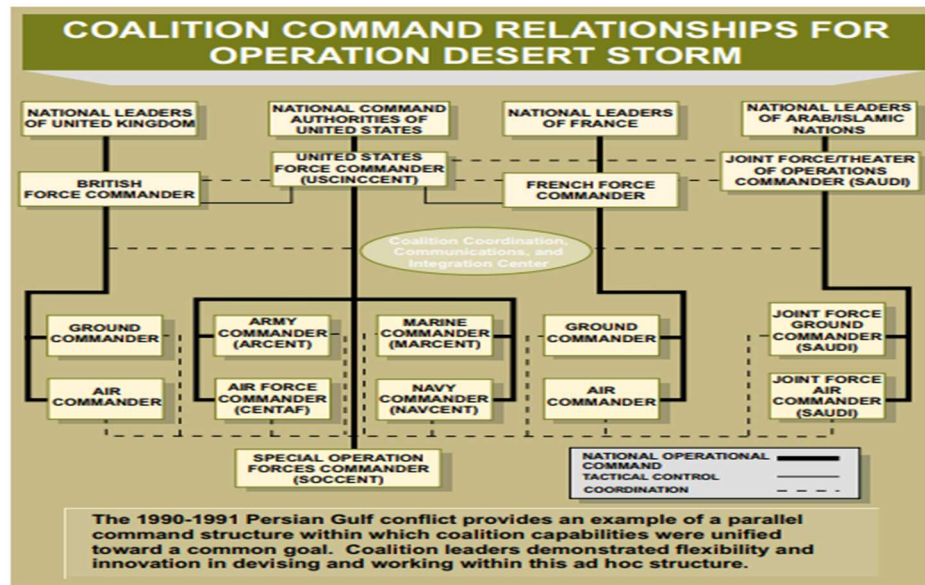 COALITION COMMAND RELATIONSHIPS FOR
OPERATION DESERT STORM
NATIONAL LEADERS
OF UNITED KINGDOM
NATIONAL COMMAND
AUTHORITIES OF
UNITED STATES
NATIONAL LEADERS
OF FRANCE
NATIONAL LEADERS
OF ARAB/ISLAMIC
NATIONS
BRITISH
FORCE COMMANDER
UNITED STATES
FORCE COMMANDER
(USCINCCENT)
FRENCH FORCE
COMMANDER
JOINT FORCE/THEATER
OF OPERATIONS
COMMANDER (SAUDI)
Coalition Coordination,
Communications, and
Integration Center
GROUND
COMMANDER
ARMY
COMMANDER
(ARCENT)
MARINE
COMMANDER
(MARCENT)
GROUND
COMMANDER
JOINT FORCE
GROUND
COMMANDER
(SAUDI)
AIR
COMMANDER
AIR FORCE
COMMANDER
(CENTAF)
NAVY
COMMANDER
(NAVCENT)
AIR
COMMANDER
JOINT FORCE
AIR
COMMANDER
(SAUDI)
SPECIAL OPERATION
FORCES COMMANDER
(SOCCENT)
NATIONAL OPERATIONAL
COMMAND
TACTICAL CONTROL
COORDINATION
The 1990-1991 Persian Gulf conflict provides an example of a parallel
command structure within which coalition capabilities were unified
toward a common goal. Coalition leaders demonstrated flexibility and
innovation in devising and working within this ad hoc structure.